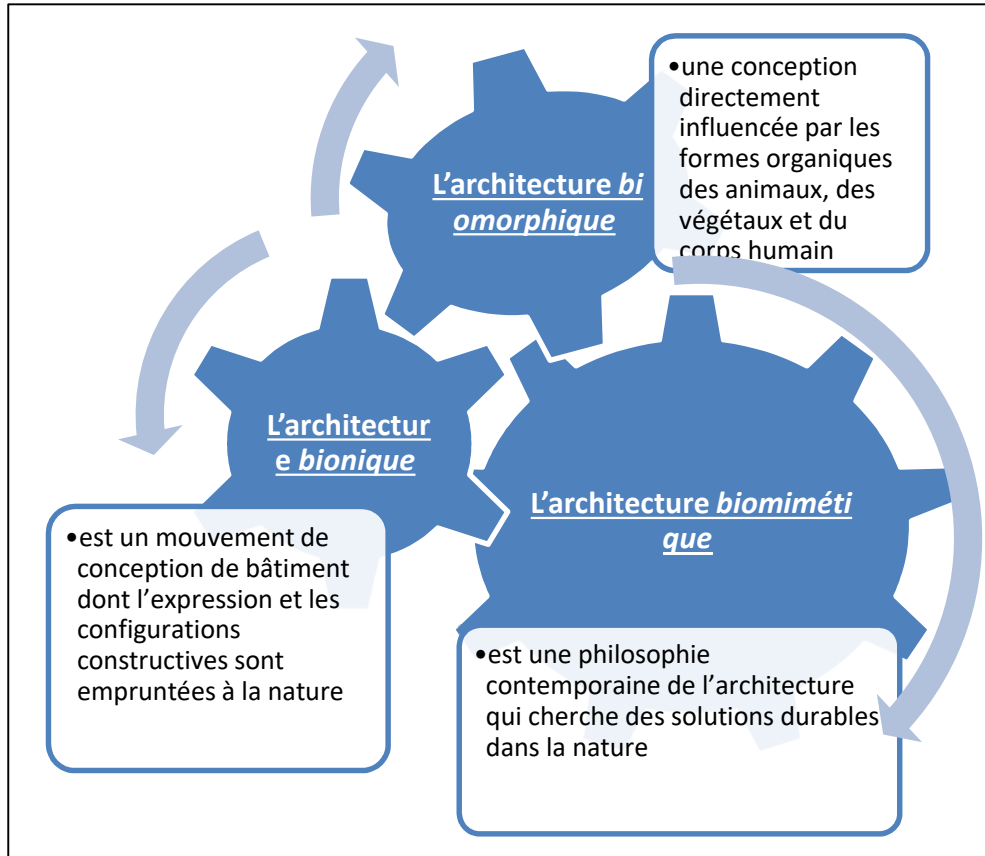 L’architecture bi
omorphique
•une conception
directement
influencée par les
formes organiques
des animaux, des
végétaux et du
corps humain
L’architectur
e bionique
•est un mouvement de
conception de bâtiment
dont l’expression et les
configurations
constructives sont
empruntées à la nature
L’architecture biomiméti
que
•est une philosophie
contemporaine de l’architecture
qui cherche des solutions durables
dans la nature